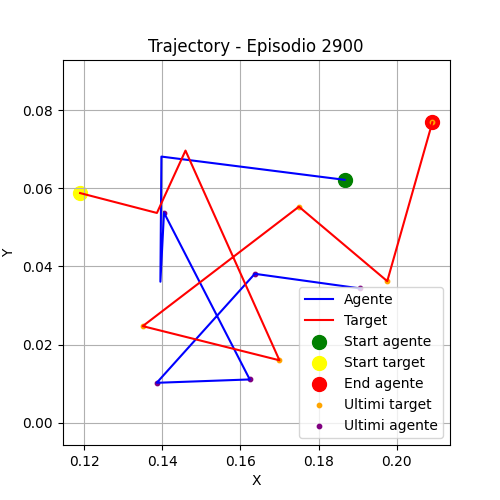 Trajectory - Episodio 2900
Y
0.08
0.06
0.04
0.02
0.00
0.12
0.14
0.16
0.18
0.20
X
Agente
Target
Start agente
Start target
End agente
Ultimi target
Ultimi agente